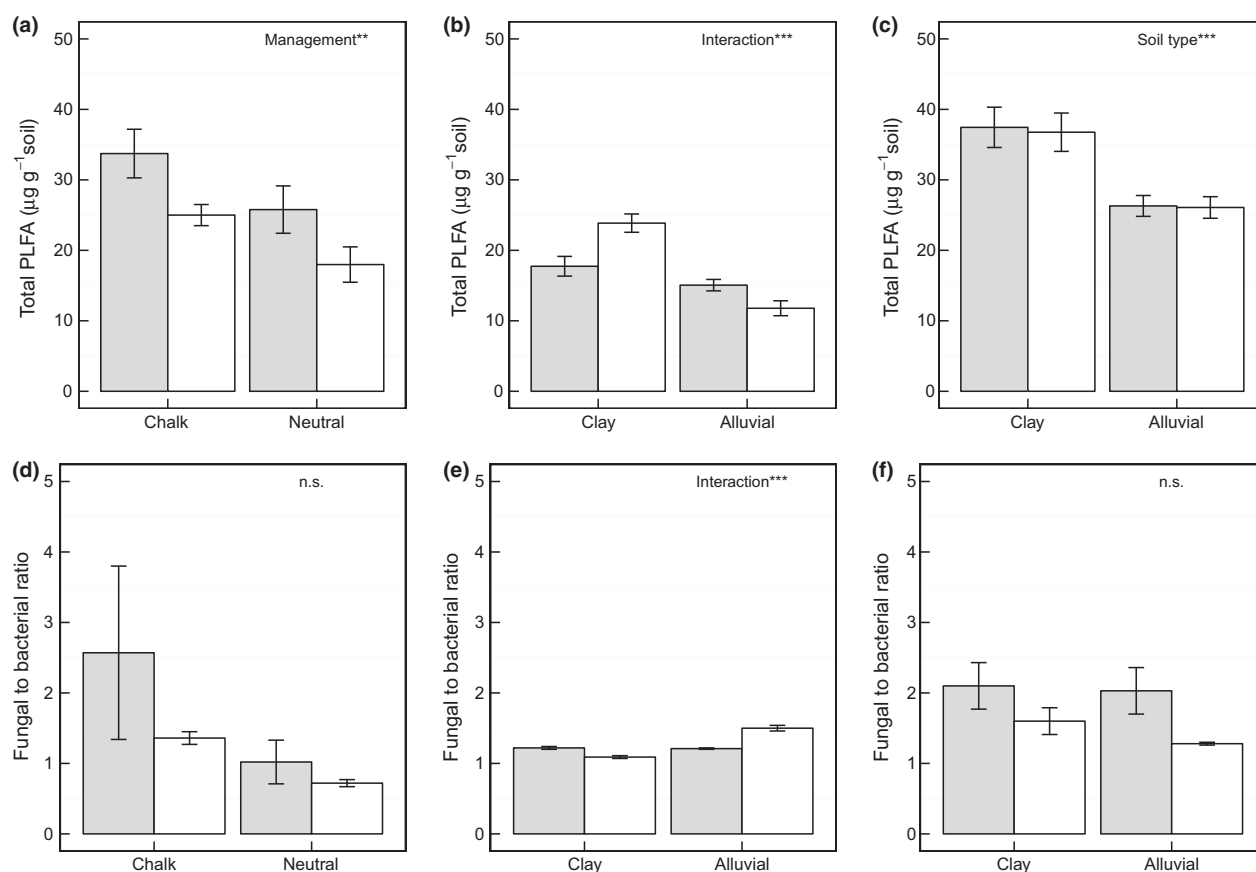 (a)
Management**
Total PLFA (µg g⁻¹soil)
50
40
30
20
10
0
Chalk
Neutral
(b)
Interaction***
Total PLFA (µg g⁻¹soil)
50
40
30
20
10
0
Clay
Alluvial
(c)
Soil type***
Total PLFA (µg g⁻¹soil)
50
40
30
20
10
0
Clay
Alluvial
(d)
n.s.
Fungal to bacterial ratio
5
4
3
2
1
0
Chalk
Neutral
(e)
Interaction***
Fungal to bacterial ratio
5
4
3
2
1
0
Clay
Alluvial
(f)
n.s.
Fungal to bacterial ratio
5
4
3
2
1
0
Clay
Alluvial